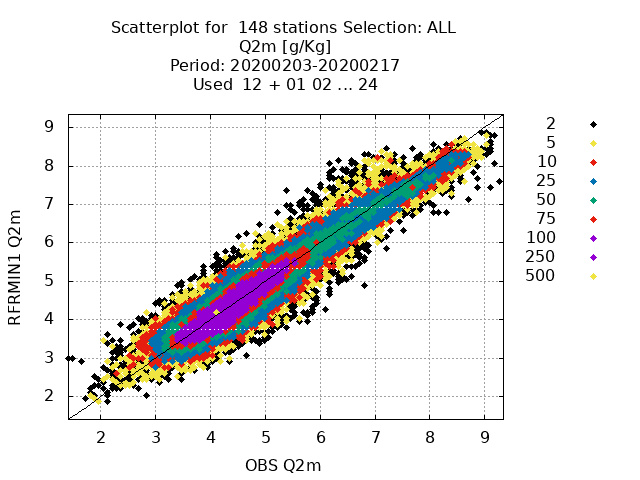 Scatterplot for  148 stations Selection: ALL
Q2m [g/Kg]
Period: 20200203-20200217
Used  12 + 01 02 ... 24
9
8
7
6
5
4
3
2
2 3 4 5 6 7 8 9
RFRMIN1 Q2m
OBS Q2m
2
5
10
25
50
75
100
250
500